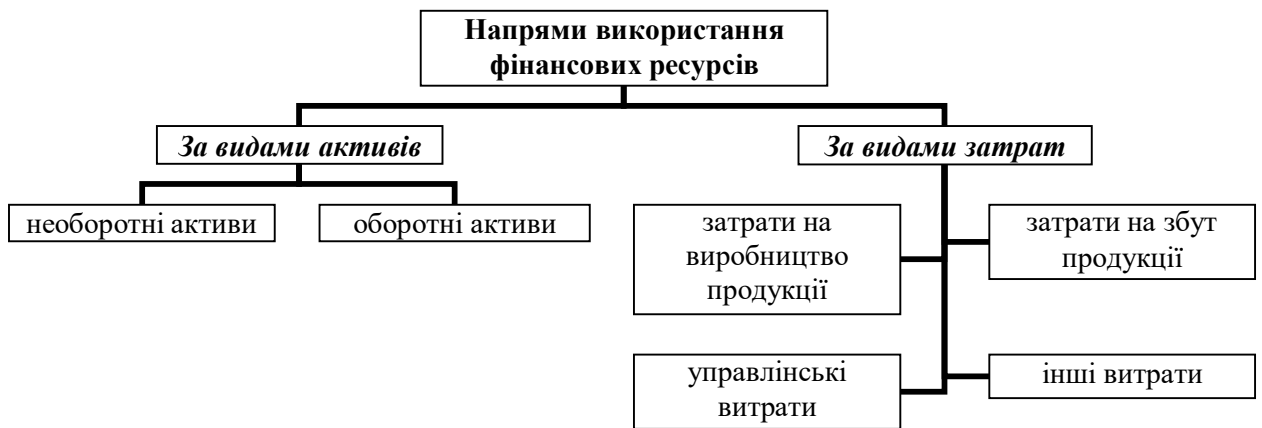 Напрями використання
фінансових ресурсів
За видами активів
За видами затрат
необоротні активи
оборотні активи
затрати на
виробництво
продукції
затрати на збут
продукції
управлінські
витрати
інші витрати